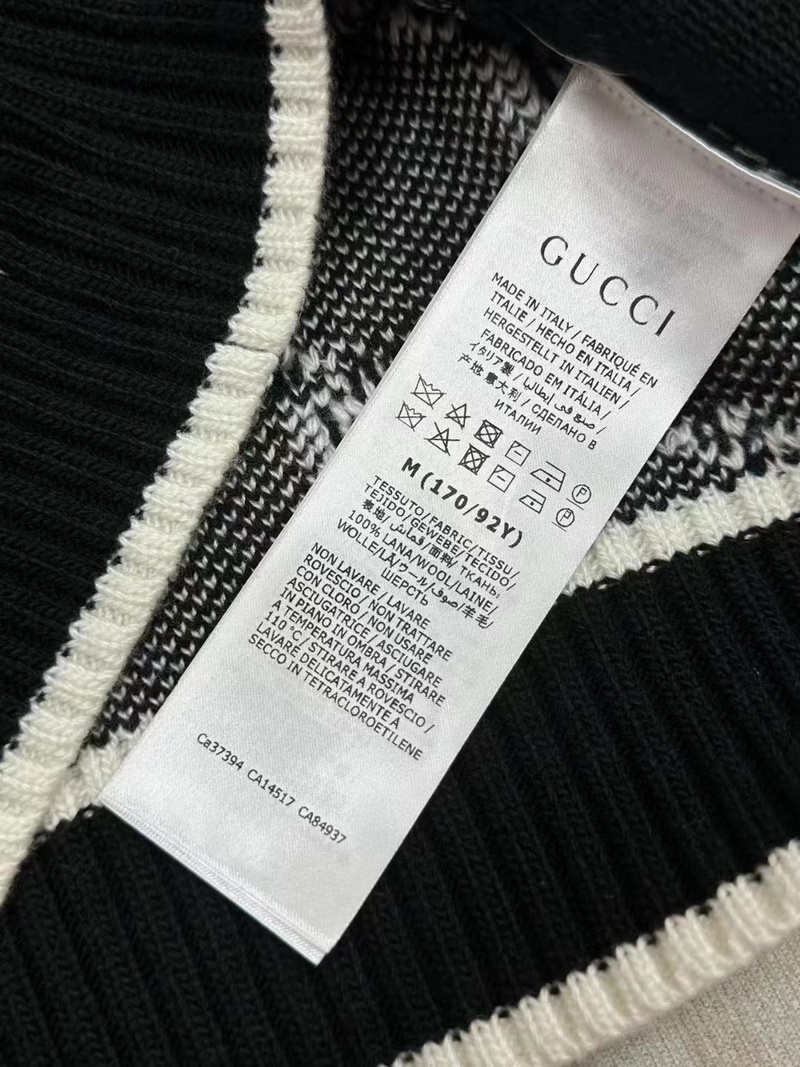 GUCCI
MADE IN ITALY / FABRIQUÉ EN
ITALIE / HECHO EN ITALIA /
HERGESTELLT IN ITALIEN /
FABRICADO EM ITÁLIA /
イタリア製 / صنع في إيطاليا /
产地 意大利 / СДЕЛАНО В
ИТАЛИИ
P
M (170/92Y)
TESSUTO/FABRIC/TISSU/
TEJIDO/GEWEBE/TECIDO/
表地/قماش/面料/ТКАНЬ:
100% LANA/WOOL/LAINE/
WOLLE/LÃ/ウール/صوف/羊毛/
ШЕРСТЬ
NON LAVARE / LAVARE
ROVESCIO / NON TRATTARE
CON CLORO / NON USARE
ASCIUGATRICE / ASCIUGARE
IN PIANO IN OMBRA / STIRARE
A TEMPERATURA MASSIMA
110 °C / STIRARE A ROVESCIO /
LAVARE DELICATAMENTE A
SECCO IN TETRACLOROETILENE
Ca37394 CA14517 CA84937